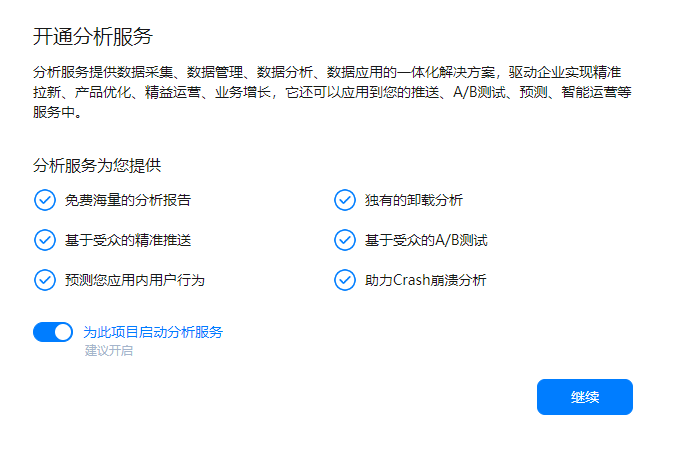 开通分析服务
分析服务提供数据采集、数据管理、数据分析、数据应用的一体化解决方案，驱动企业实现精准
拉新、产品优化、精益运营、业务增长，它还可以应用到您的推送、A/B测试、预测、智能运营等
服务中。
分析服务为您提供
免费海量的分析报告
独有的卸载分析
基于受众的精准推送
基于受众的A/B测试
预测您应用内用户行为
助力Crash崩溃分析
为此项目启动分析服务
建议开启
继续